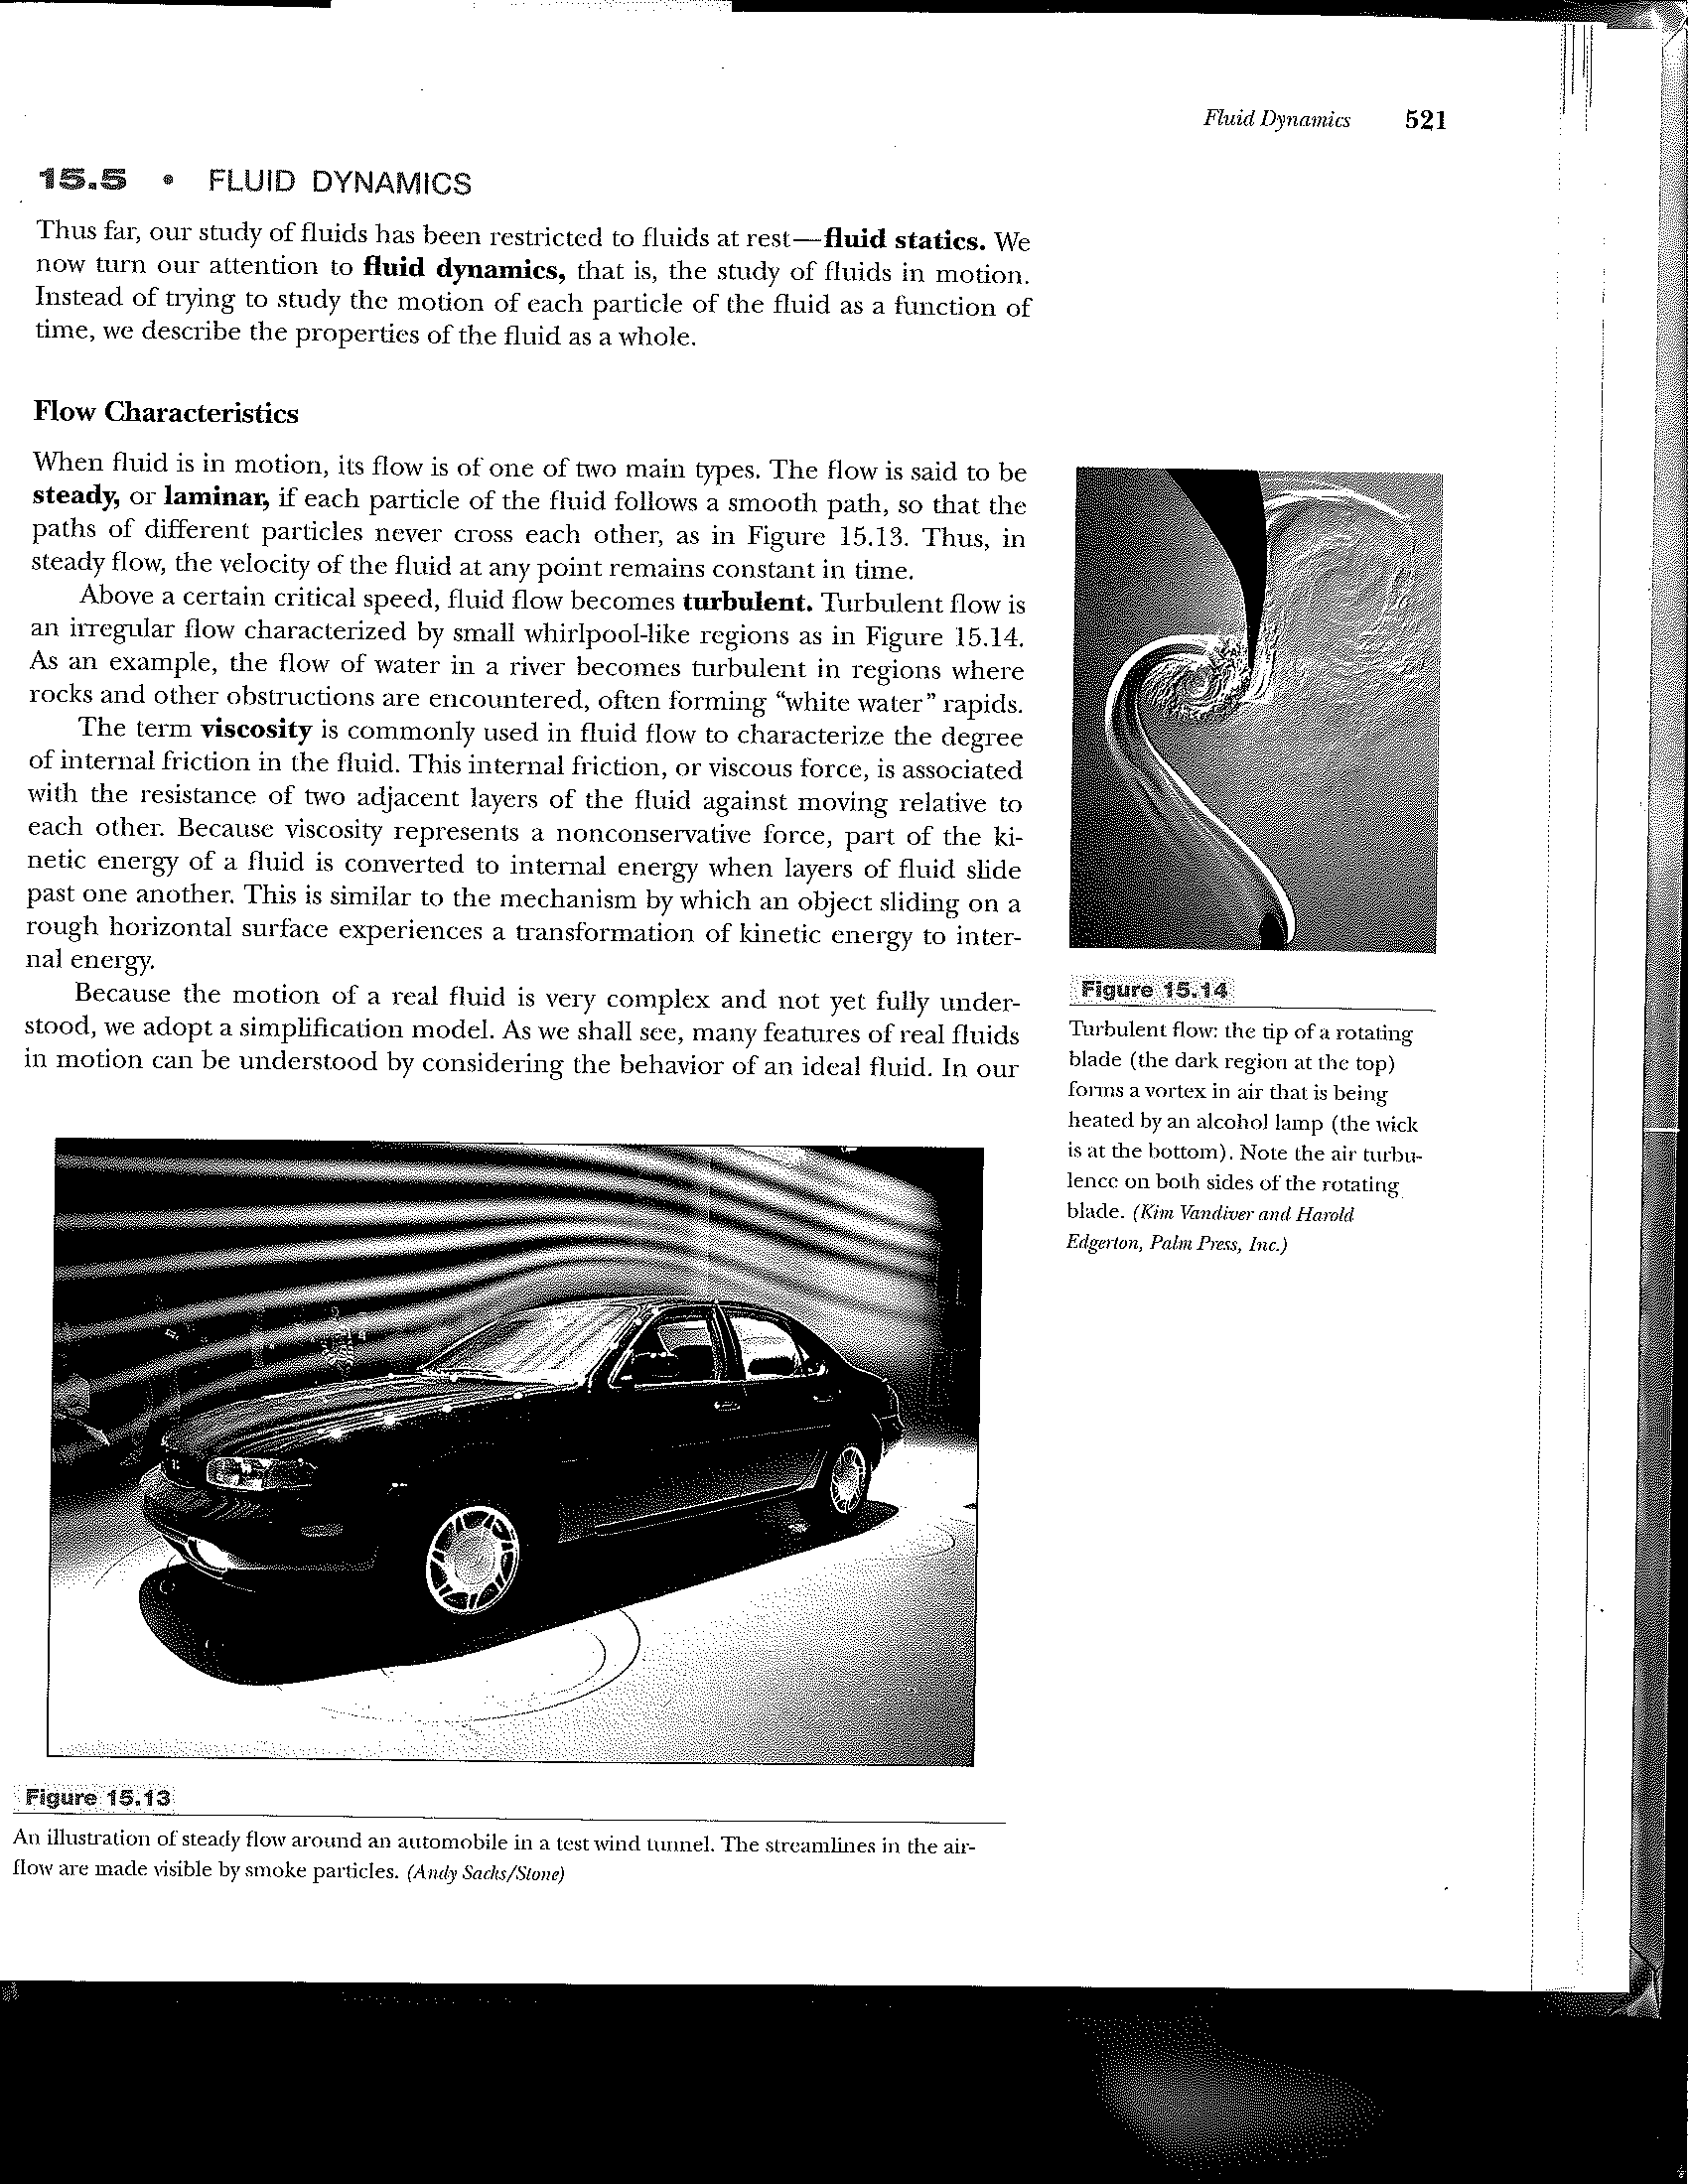 Fluid Dynamics 521
15.5 • FLUID DYNAMICS
Thus far, our study of fluids has been restricted to fluids at rest—fluid statics. We
now turn our attention to fluid dynamics, that is, the study of fluids in motion.
Instead of trying to study the motion of each particle of the fluid as a function of
time, we describe the properties of the fluid as a whole.
Flow Characteristics
When fluid is in motion, its flow is of one of two main types. The flow is said to be
steady, or laminar, if each particle of the fluid follows a smooth path, so that the
paths of different particles never cross each other, as in Figure 15.13. Thus, in
steady flow, the velocity of the fluid at any point remains constant in time.
Above a certain critical speed, fluid flow becomes turbulent. Turbulent flow is
an irregular flow characterized by small whirlpool-like regions as in Figure 15.14.
As an example, the flow of water in a river becomes turbulent in regions where
rocks and other obstructions are encountered, often forming “white water” rapids.
The term viscosity is commonly used in fluid flow to characterize the degree
of internal friction in the fluid. This internal friction, or viscous force, is associated
with the resistance of two adjacent layers of the fluid against moving relative to
each other. Because viscosity represents a nonconservative force, part of the ki-
netic energy of a fluid is converted to internal energy when layers of fluid slide
past one another. This is similar to the mechanism by which an object sliding on a
rough horizontal surface experiences a transformation of kinetic energy to inter-
nal energy.
Because the motion of a real fluid is very complex and not yet fully under-
stood, we adopt a simplification model. As we shall see, many features of real fluids
in motion can be understood by considering the behavior of an ideal fluid. In our
Figure 15.14
Turbulent flow: the tip of a rotating
blade (the dark region at the top)
forms a vortex in air that is being
heated by an alcohol lamp (the wick
is at the bottom). Note the air turbu-
lence on both sides of the rotating
blade. (Kim Vandiver and Harold
Edgerton, Palm Press, Inc.)
Figure 15.13
An illustration of steady flow around an automobile in a test wind tunnel. The streamlines in the air-
flow are made visible by smoke particles. (Andy Sacks/Stone)